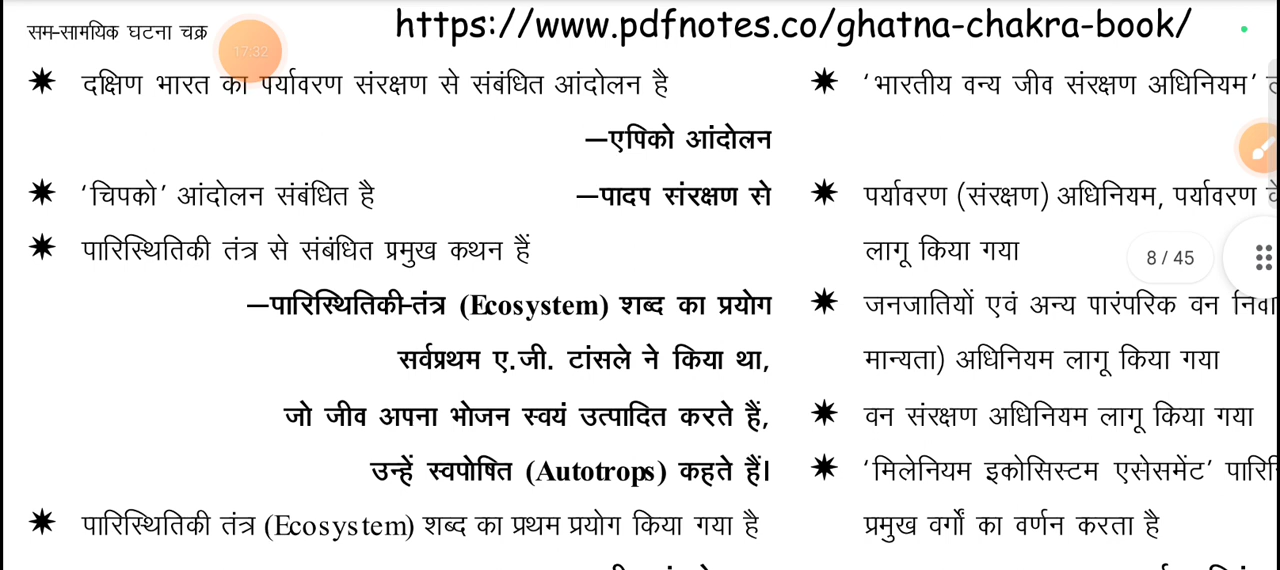 सम-सामयिक घटना चक्र
https://www.pdfnotes.co/ghatna-chakra-book/
17:32
✷ दक्षिण भारत का पर्यावरण संरक्षण से संबंधित आंदोलन है
—एपिको आंदोलन
✷ 'चिपको' आंदोलन संबंधित है —पादप संरक्षण से
✷ पारिस्थितिकी तंत्र से संबंधित प्रमुख कथन हैं
—पारिस्थितिकी-तंत्र (Ecosystem) शब्द का प्रयोग
सर्वप्रथम ए.जी. टांसले ने किया था,
जो जीव अपना भोजन स्वयं उत्पादित करते हैं,
उन्हें स्वपोषित (Autotrops) कहते हैं।
✷ पारिस्थितिकी तंत्र (Ecosystem) शब्द का प्रथम प्रयोग किया गया है
✷ 'भारतीय वन्य जीव संरक्षण अधिनियम'
✷ पर्यावरण (संरक्षण) अधिनियम, पर्यावरण
लागू किया गया
8 / 45
✷ जनजातियों एवं अन्य पारंपरिक वन
मान्यता) अधिनियम लागू किया गया
✷ वन संरक्षण अधिनियम लागू किया गया
✷ 'मिलेनियम इकोसिस्टम एसेसमेंट'
प्रमुख वर्गों का वर्णन करता है